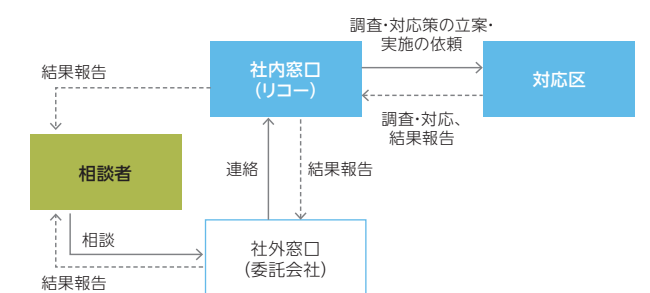 調査・対応策の立案・
実施の依頼
結果報告
社内窓口
(リコー)
対応区
調査・対応、
結果報告
相談者
連絡
結果報告
相談
社外窓口
(委託会社)
結果報告